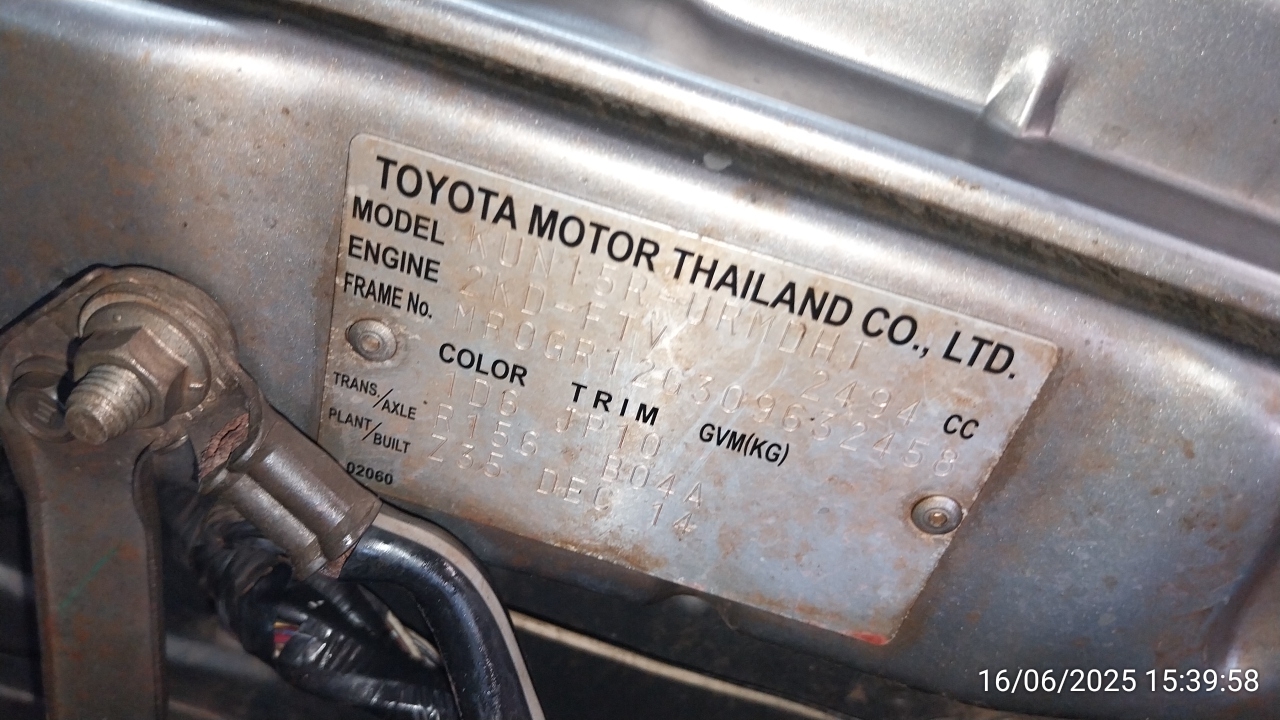 TOYOTA MOTOR THAILAND CO., LTD.
MODEL KUN15R-URMDHT
ENGINE 2KD-FTV 2494 CC
FRAME No. MR0GR12G309632458
COLOR TRIM GVM(KG)
1D6 JP10
TRANS./AXLE R156 B04A
PLANT/BUILT Z35 DEC 14
02060
16/06/2025 15:39:58